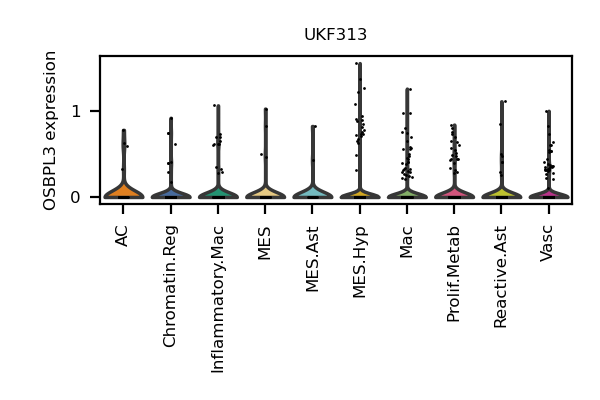 UKF313
OSBPL3 expression
1
0
AC
Chromatin.Reg
Inflammatory.Mac
MES
MES.Ast
MES.Hyp
Mac
Prolif.Metab
Reactive.Ast
Vasc